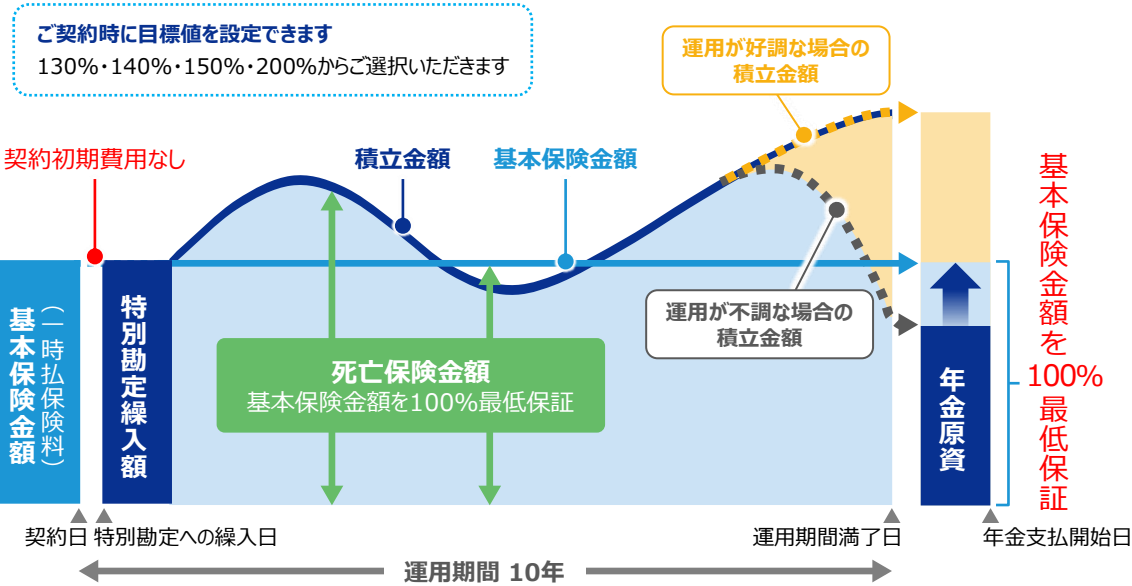 ご契約時に目標値を設定できます
130%・140%・150%・200%からご選択いただきます
運用が好調な場合の
積立金額
契約初期費用なし
積立金額
基本保険金額
基本保険金額
（一時払保険料）
特別勘定繰入額
死亡保険金額
基本保険金額を100%最低保証
運用が不調な場合の
積立金額
年金原資
基本保険金額を
100%
最低保証
契約日
特別勘定への繰入日
運用期間満了日
年金支払開始日
運用期間 10年